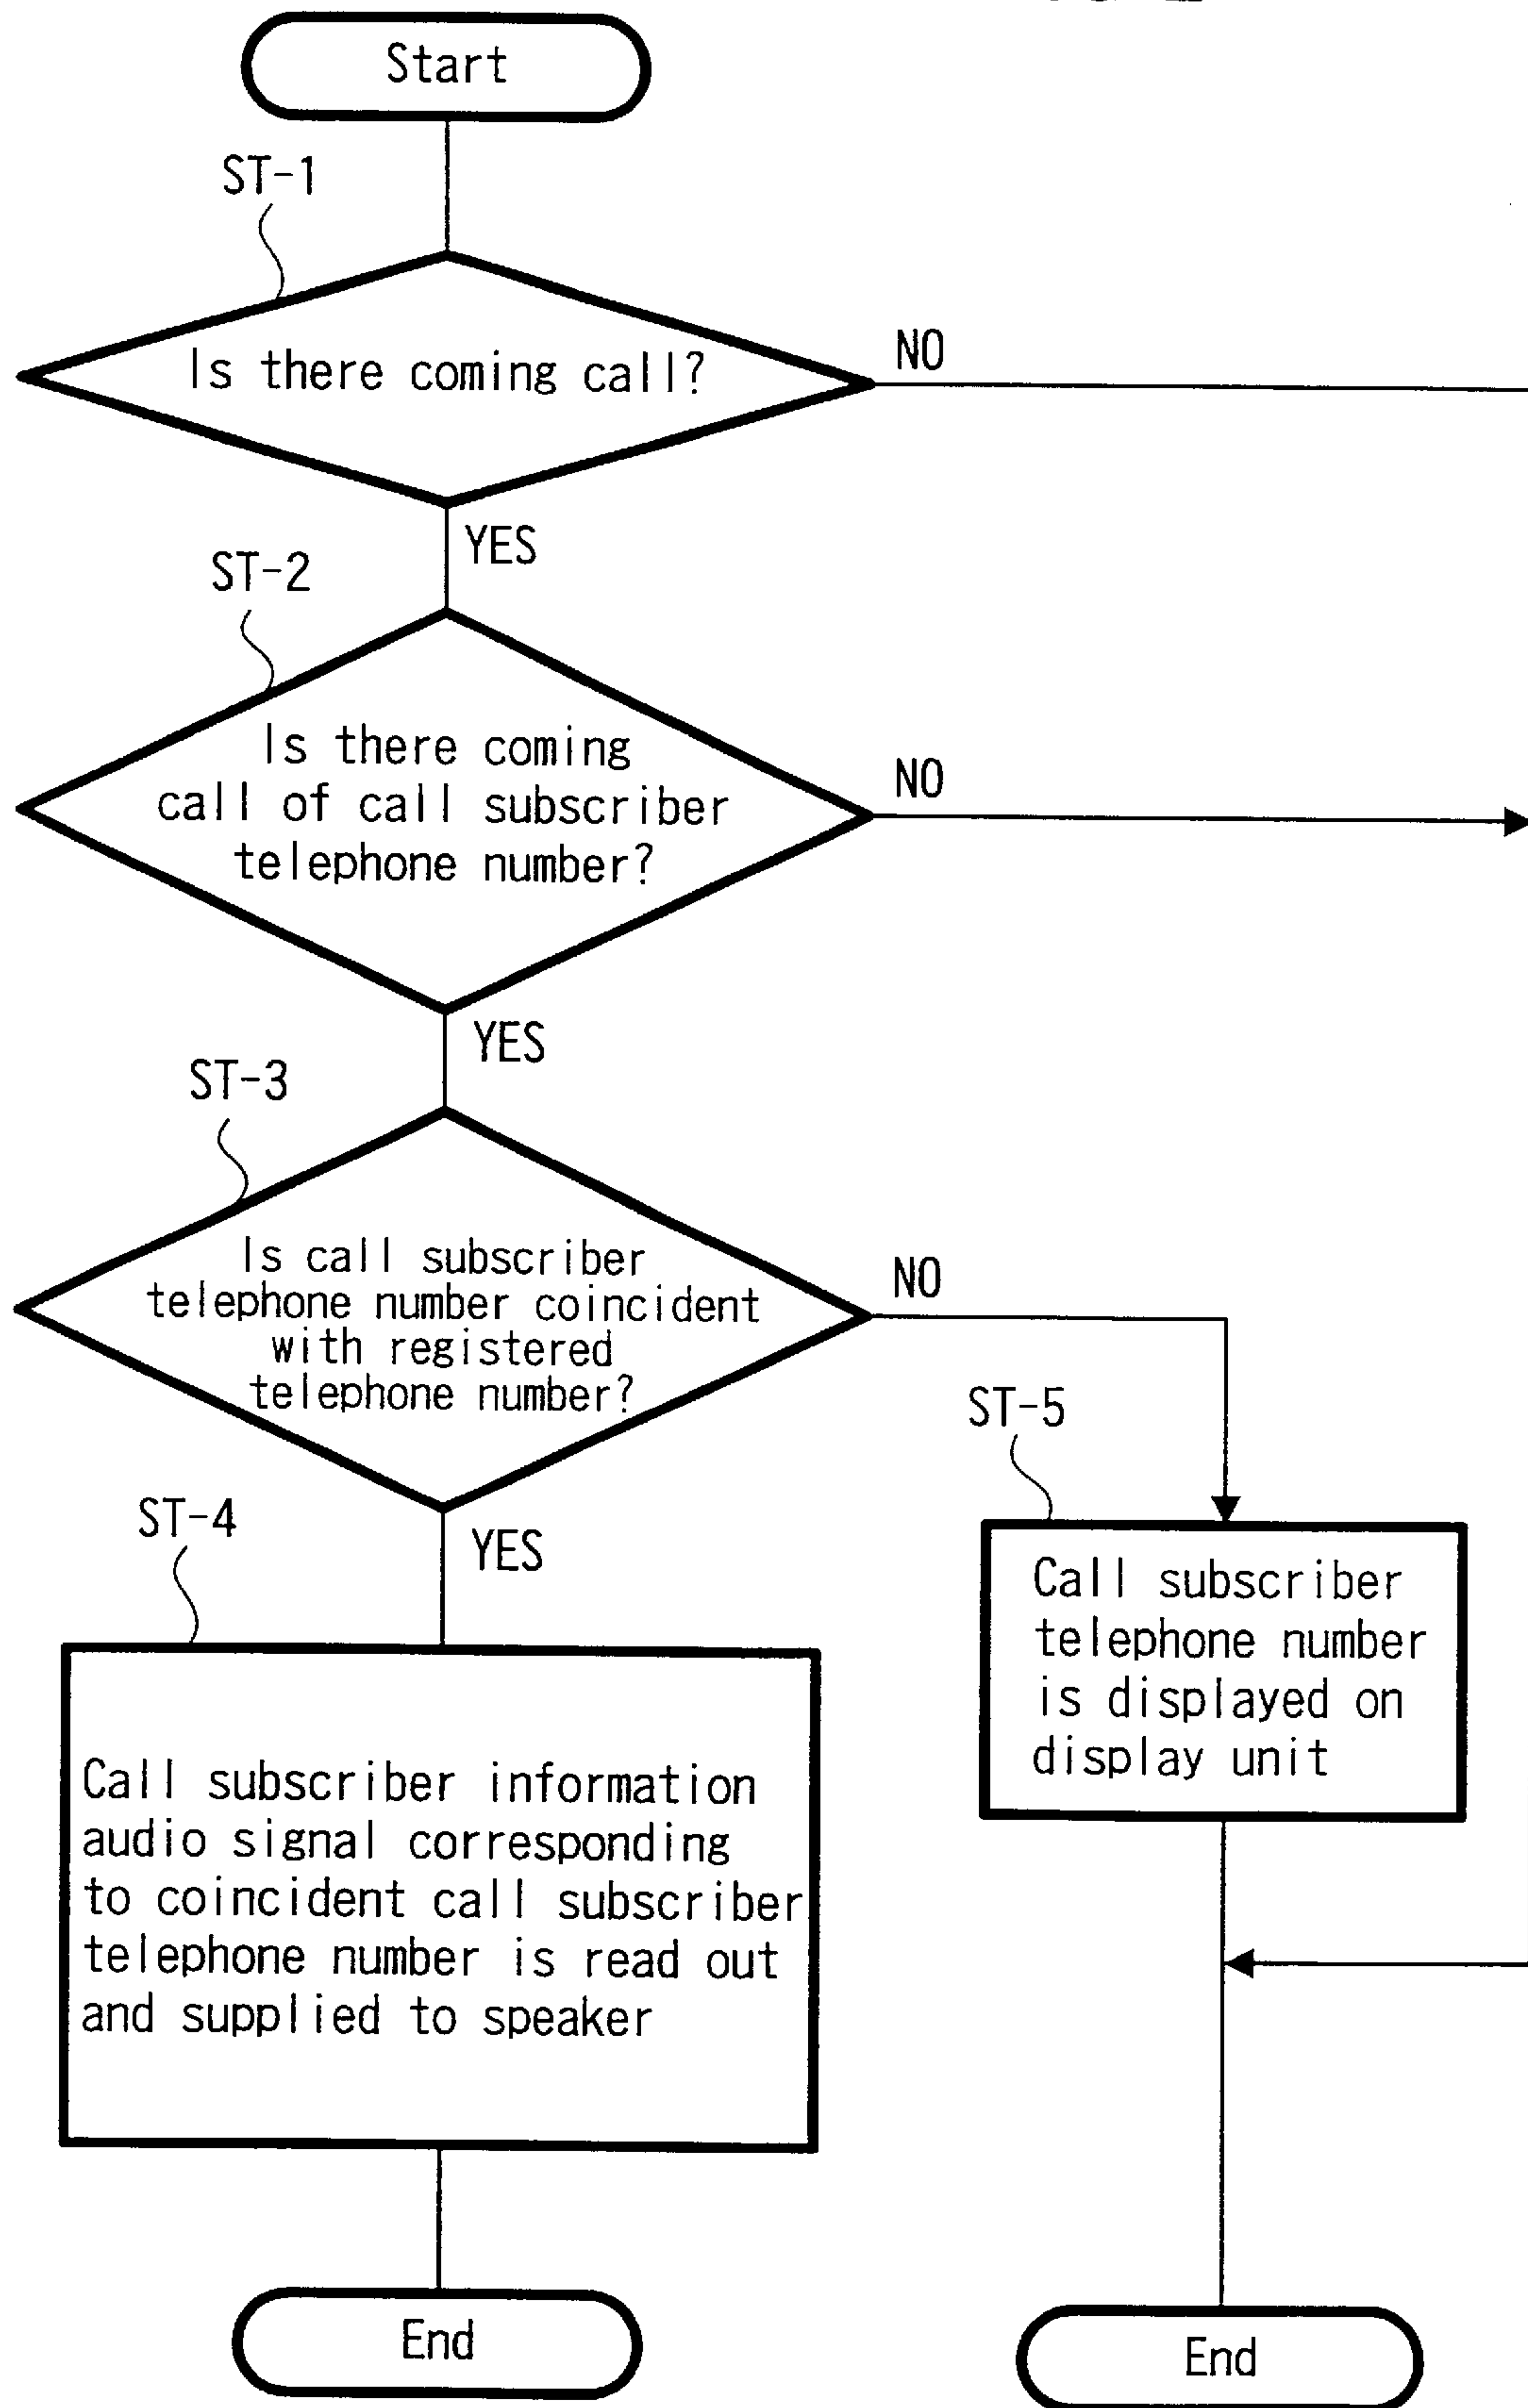 Start
ST-1
Is there coming call?
NO
YES
ST-2
Is there coming
call of call subscriber
telephone number?
NO
YES
ST-3
Is call subscriber
telephone number coincident
with registered
telephone number?
NO
YES
ST-4
Call subscriber information
audio signal corresponding
to coincident call subscriber
telephone number is read out
and supplied to speaker
End
ST-5
Call subscriber
telephone number
is displayed on
display unit
End